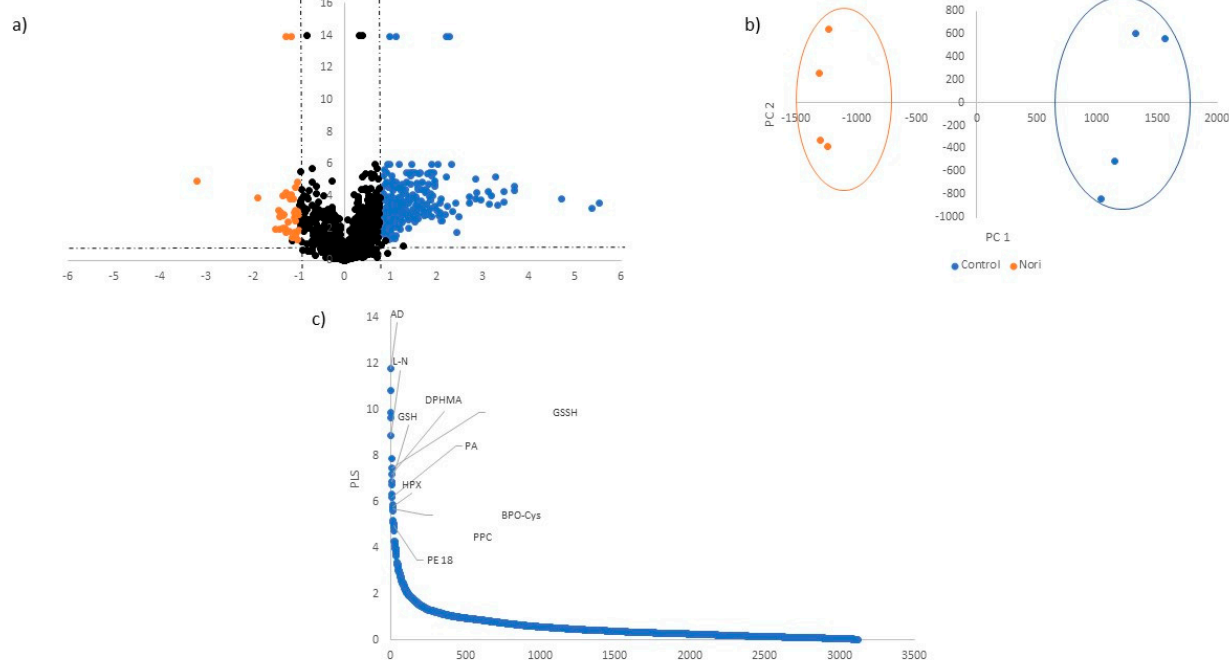 a)
16
14
12
10
8
6
4
2
0
-6 -5 -4 -3 -2 -1 0 1 2 3 4 5 6
b)
800
600
400
200
0
-200
-400
-600
-800
-1000
-1500 -1000 -500 0 500 1000 1500 2000
PC 2
PC 1
Control Nori
c)
14
12
10
8
6
4
2
0
PLS
AD
L-N
DPHMA
GSH
GSSH
PA
HPX
BPO-Cys
PPC
PE 18
0 500 1000 1500 2000 2500 3000 3500